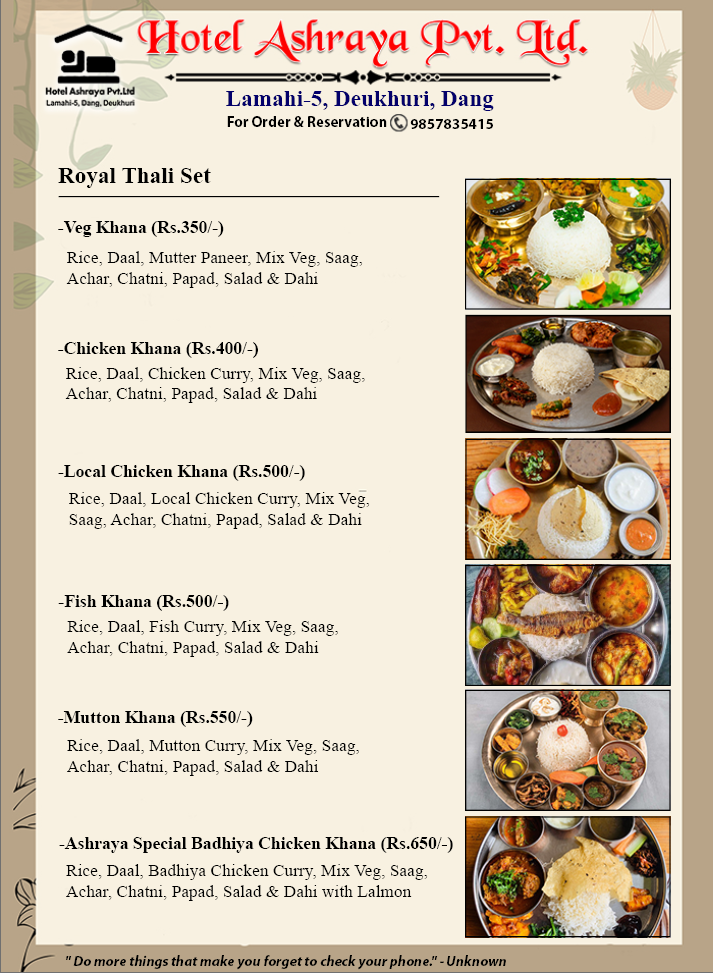 Hotel Ashraya Pvt. Ltd.
Hotel Ashraya Pvt.Ltd
Lamahi-5, Dang, Deukhuri
Lamahi-5, Deukhuri, Dang
For Order & Reservation 9857835415
Royal Thali Set
-Veg Khana (Rs.350/-)
Rice, Daal, Mutter Paneer, Mix Veg, Saag,
Achar, Chatni, Papad, Salad & Dahi
-Chicken Khana (Rs.400/-)
Rice, Daal, Chicken Curry, Mix Veg, Saag,
Achar, Chatni, Papad, Salad & Dahi
-Local Chicken Khana (Rs.500/-)
Rice, Daal, Local Chicken Curry, Mix Veg,
Saag, Achar, Chatni, Papad, Salad & Dahi
-Fish Khana (Rs.500/-)
Rice, Daal, Fish Curry, Mix Veg, Saag,
Achar, Chatni, Papad, Salad & Dahi
-Mutton Khana (Rs.550/-)
Rice, Daal, Mutton Curry, Mix Veg, Saag,
Achar, Chatni, Papad, Salad & Dahi
-Ashraya Special Badhiya Chicken Khana (Rs.650/-)
Rice, Daal, Badhiya Chicken Curry, Mix Veg, Saag,
Achar, Chatni, Papad, Salad & Dahi with Lalmon
" Do more things that make you forget to check your phone." - Unknown